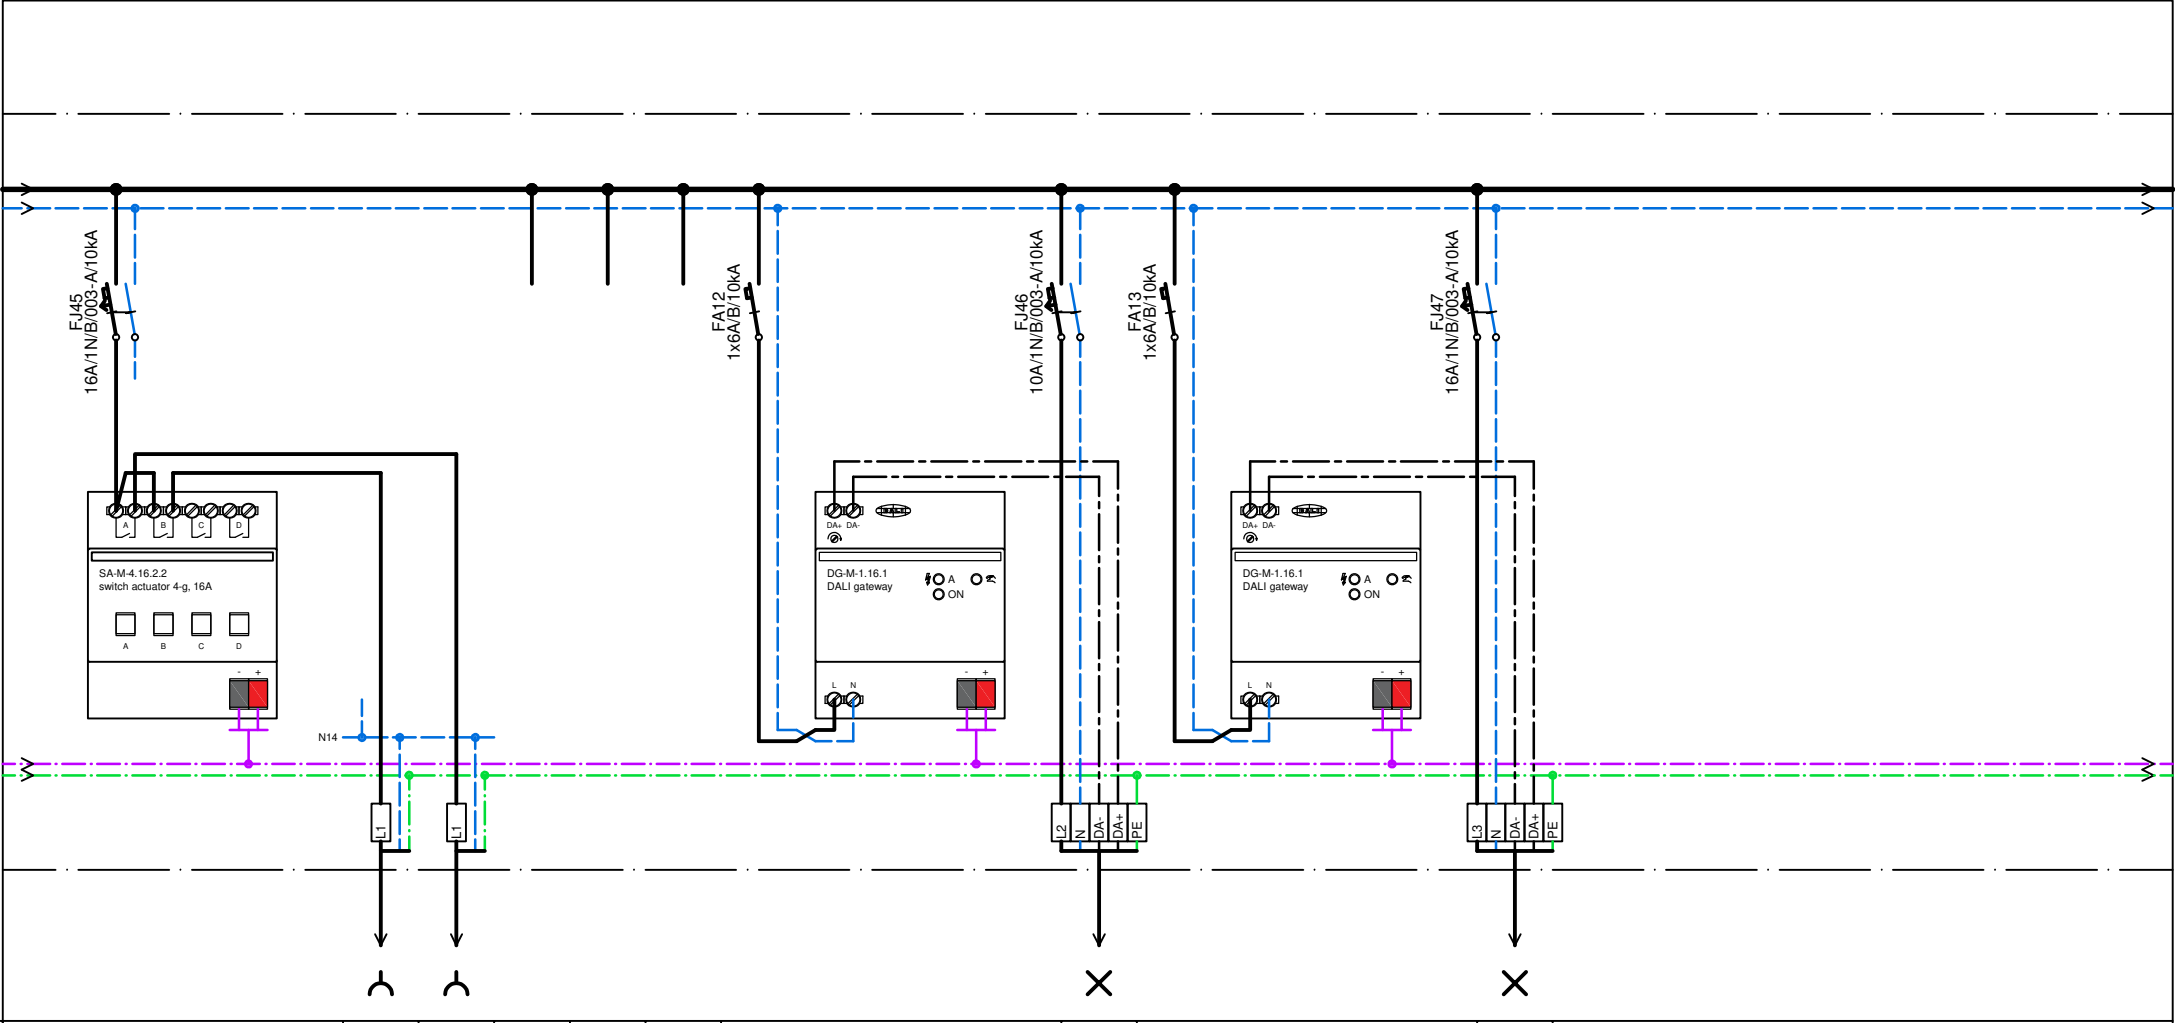 FJ45
16A/1N/B/003-A/10kA
FA12
1x6A/B/10kA
FJ46
10A/1N/B/003-A/10kA
FA13
1x6A/B/10kA
FJ47
16A/1N/B/003-A/10kA
A B C D
SA-M-4.16.2.2
switch actuator 4-g, 16A
A B C D
- +
DA+ DA-
DALI
DG-M-1.16.1
DALI gateway
A
ON
L N
- +
DA+ DA-
DALI
DG-M-1.16.1
DALI gateway
A
ON
L N
- +
N14
L1
L1
L2
N
DA-
DA+
PE
L3
N
DA-
DA+
PE